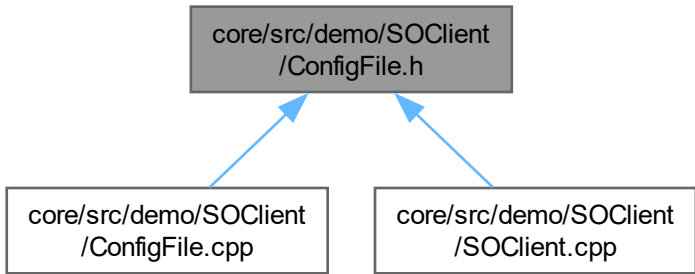 core/src/demo/SOClient
/ConfigFile.h
core/src/demo/SOClient
/ConfigFile.cpp
core/src/demo/SOClient
/SOClient.cpp